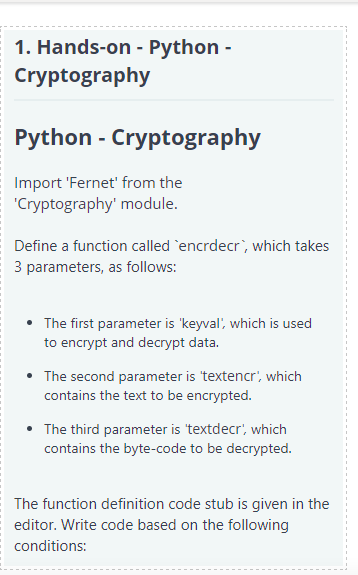 1. Hands-on - Python -
Cryptography
Python - Cryptography
Import 'Fernet' from the
'Cryptography' module.
Define a function called `encrdecr`, which takes
3 parameters, as follows:
• The first parameter is 'keyval', which is used
to encrypt and decrypt data.
• The second parameter is 'textencr', which
contains the text to be encrypted.
• The third parameter is 'textdecr', which
contains the byte-code to be decrypted.
The function definition code stub is given in the
editor. Write code based on the following
conditions: